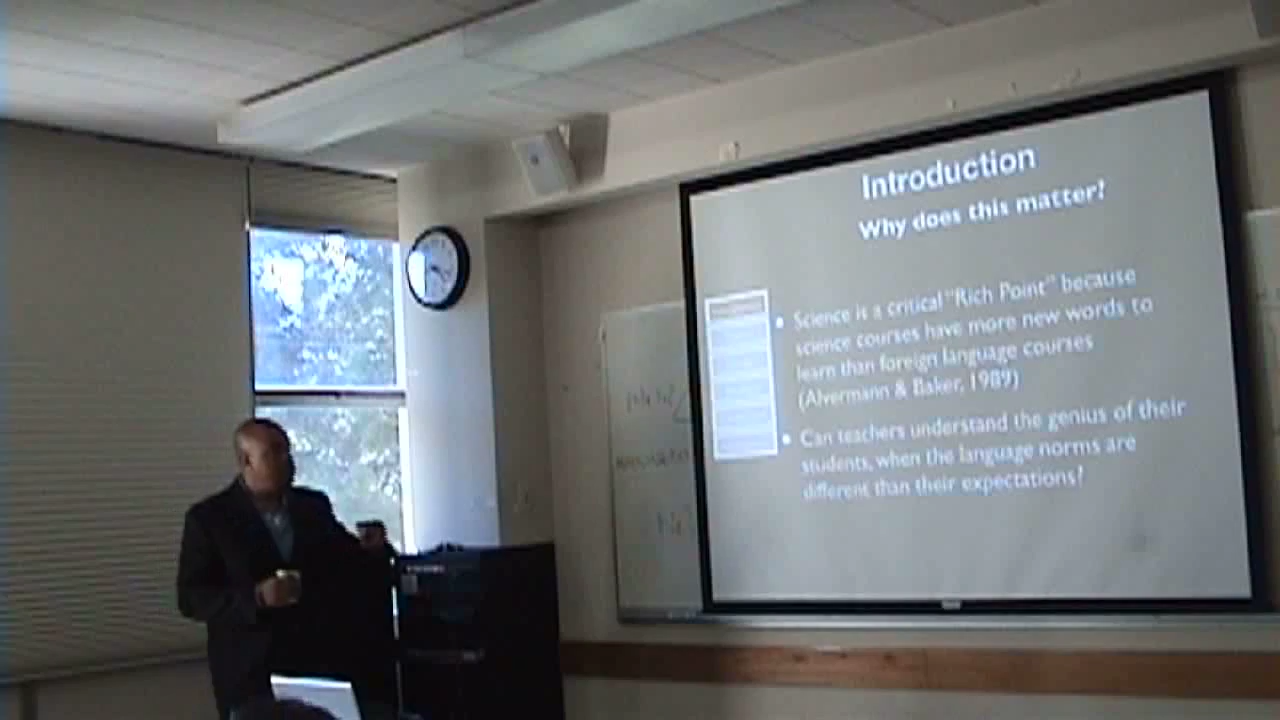 Introduction
Why does this matter?
• Science is a critical "Rich Point" because
science courses have more new words to
learn than foreign language courses
(Alvermann & Baker, 1989)
• Can teachers understand the genius of their
students, when the language norms are
different than their expectations?